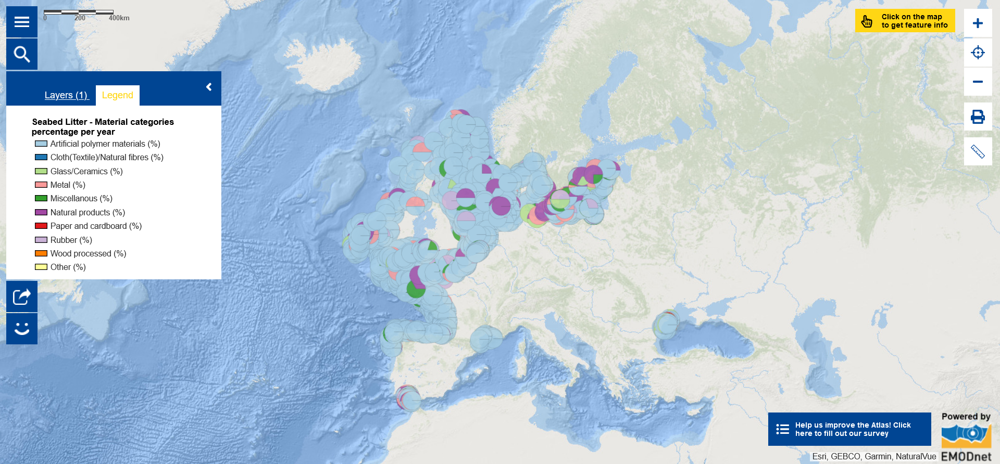 0 200 400km
Click on the map
to get feature info
Layers (1)
Legend
Seabed Litter - Material categories
percentage per year
Artificial polymer materials (%)
Cloth(Textile)/Natural fibres (%)
Glass/Ceramics (%)
Metal (%)
Miscellanous (%)
Natural products (%)
Paper and cardboard (%)
Rubber (%)
Wood processed (%)
Other (%)
Help us improve the Atlas! Click
here to fill out our survey
Powered by
EMODnet
Esri, GEBCO, Garmin, NaturalVue